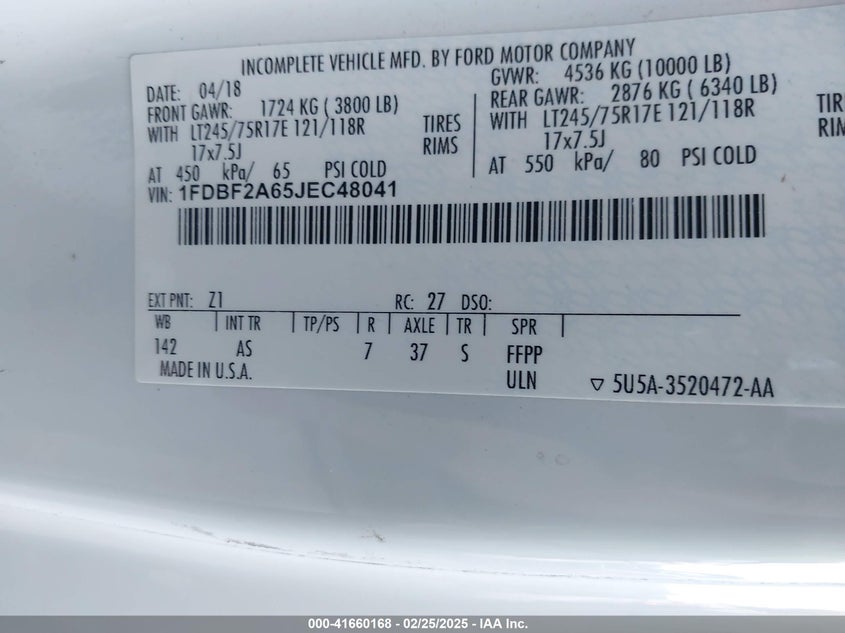 INCOMPLETE VEHICLE MFD. BY FORD MOTOR COMPANY
DATE: 04/18
GVWR: 4536 KG (10000 LB)
FRONT GAWR: 1724 KG ( 3800 LB)
REAR GAWR: 2876 KG ( 6340 LB)
WITH LT245/75R17E 121/118R TIRES
WITH LT245/75R17E 121/118R TIR
17x7.5J RIMS
17x7.5J RIM
AT 450 kPa/ 65 PSI COLD
AT 550 kPa/ 80 PSI COLD
VIN: 1FDBF2A65JEC48041
EXT PNT: Z1 RC: 27 DSO:
WB INT TR TP/PS R AXLE TR SPR
142 AS 7 37 S FFPP
MADE IN U.S.A. ULN ▽ 5U5A-3520472-AA
000-41660168 - 02/25/2025 - IAA Inc.